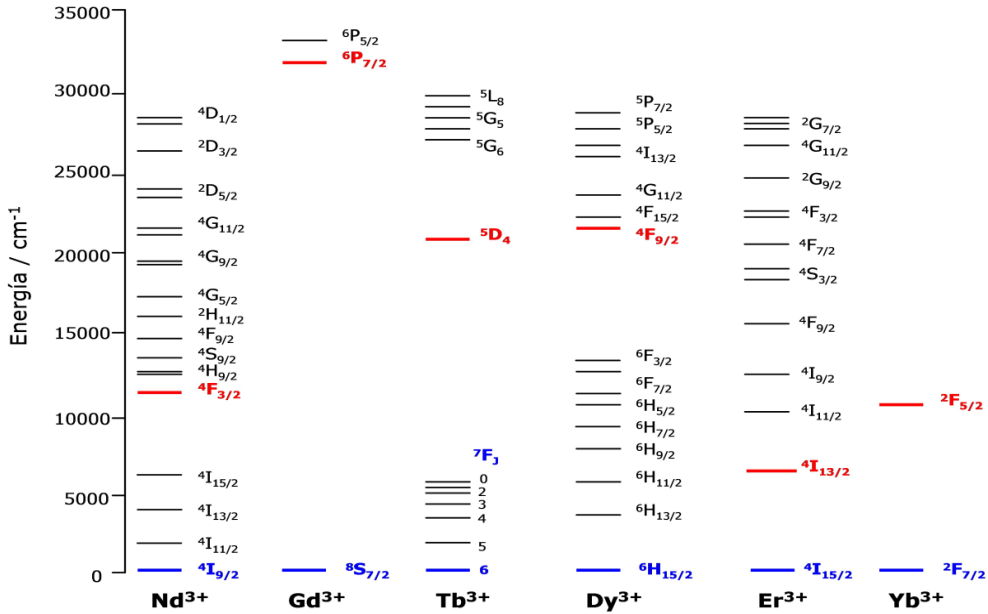 Energía / cm⁻¹
35000
30000
25000
20000
15000
10000
5000
0
⁴D₁/₂
²D₃/₂
²D₅/₂
⁴G₁₁/₂
⁴G₉/₂
⁴G₅/₂
²H₁₁/₂
⁴F₉/₂
⁴S₉/₂
⁴H₉/₂
⁴F₃/₂
⁴I₁₅/₂
⁴I₁₃/₂
⁴I₁₁/₂
⁴I₉/₂
Nd³⁺
⁶P₅/₂
⁶P₇/₂
⁸S₇/₂
Gd³⁺
⁵L₈
⁵G₅
⁵G₆
⁵D₄
⁷F_J
0
2
3
4
5
6
Tb³⁺
⁵P₇/₂
⁵P₅/₂
⁴I₁₃/₂
⁴G₁₁/₂
⁴F₁₅/₂
⁴F₉/₂
⁶F₃/₂
⁶F₇/₂
⁶H₅/₂
⁶H₇/₂
⁶H₉/₂
⁶H₁₁/₂
⁶H₁₃/₂
⁶H₁₅/₂
Dy³⁺
²G₇/₂
⁴G₁₁/₂
²G₉/₂
⁴F₃/₂
⁴F₇/₂
⁴S₃/₂
⁴F₉/₂
⁴I₉/₂
⁴I₁₁/₂
⁴I₁₃/₂
⁴I₁₅/₂
Er³⁺
²F₅/₂
²F₇/₂
Yb³⁺